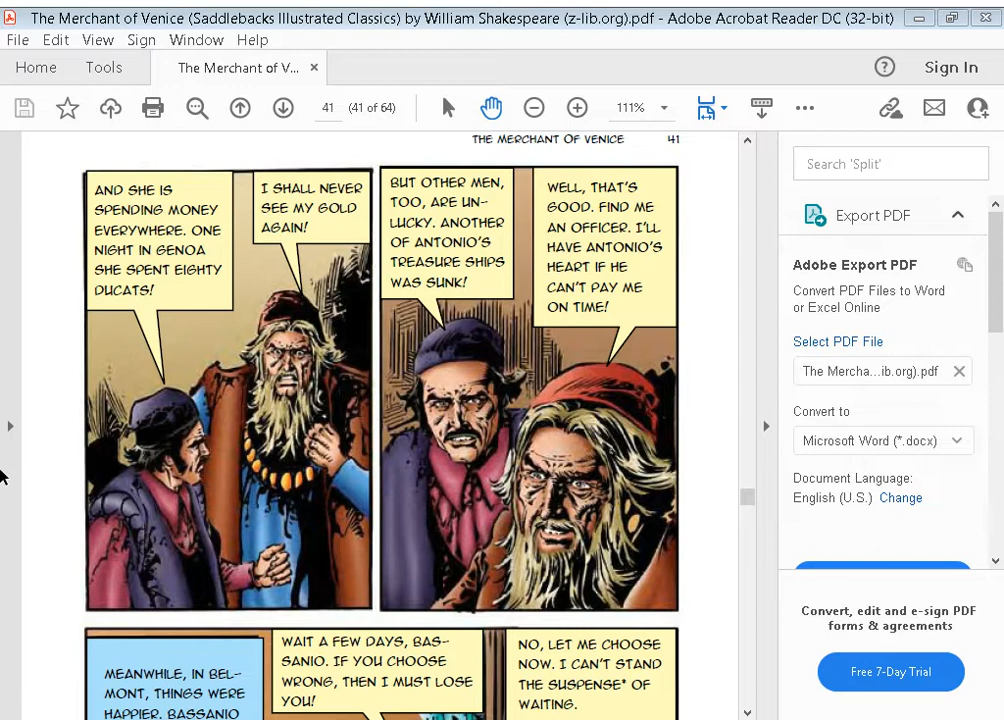 The Merchant of Venice (Saddlebacks Illustrated Classics) by William Shakespeare (z-lib.org).pdf - Adobe Acrobat Reader DC (32-bit)
File Edit View Sign Window Help
Home Tools The Merchant of V... × Sign In
41 (41 of 64) 111%
THE MERCHANT OF VENICE 41
AND SHE IS
SPENDING MONEY
EVERYWHERE. ONE
NIGHT IN GENOA
SHE SPENT EIGHTY
DUCATS!
I SHALL NEVER
SEE MY GOLD
AGAIN!
BUT OTHER MEN,
TOO, ARE UN-
LUCKY. ANOTHER
OF ANTONIO'S
TREASURE SHIPS
WAS SUNK!
WELL, THAT'S
GOOD. FIND ME
AN OFFICER. I'LL
HAVE ANTONIO'S
HEART IF HE
CAN'T PAY ME
ON TIME!
MEANWHILE, IN BEL-
MONT, THINGS WERE
HAPPIER. BASSANIO
WAIT A FEW DAYS, BAS-
SANIO. IF YOU CHOOSE
WRONG, THEN I MUST LOSE
YOU!
NO, LET ME CHOOSE
NOW. I CAN'T STAND
THE SUSPENSE* OF
WAITING.
Search 'Split'
Export PDF
Adobe Export PDF
Convert PDF Files to Word
or Excel Online
Select PDF File
The Mercha...ib.org).pdf
Convert to
Microsoft Word (*.docx)
Document Language:
English (U.S.) Change
Convert, edit and e-sign PDF
forms & agreements
Free 7-Day Trial